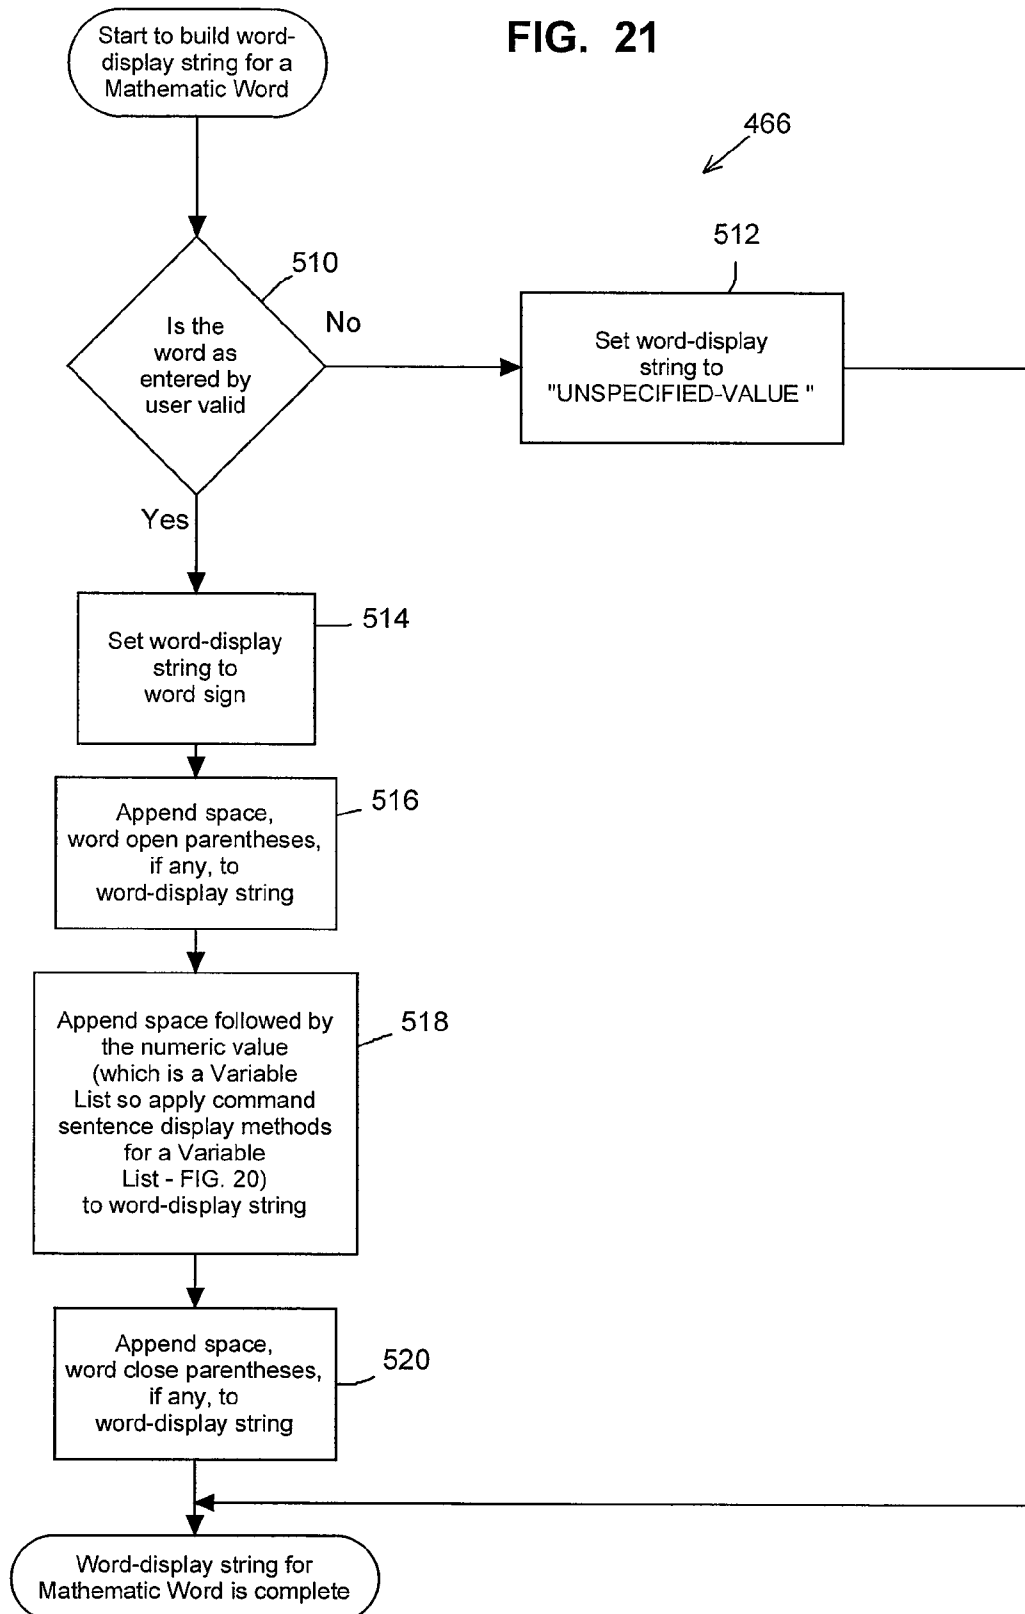 Start to build word-
display string for a
Mathematic Word
FIG. 21
466
510
Is the
word as
entered by
user valid
No
512
Set word-display
string to
"UNSPECIFIED-VALUE "
Yes
514
Set word-display
string to
word sign
516
Append space,
word open parentheses,
if any, to
word-display string
518
Append space followed by
the numeric value
(which is a Variable
List so apply command
sentence display methods
for a Variable
List - FIG. 20)
to word-display string
520
Append space,
word close parentheses,
if any, to
word-display string
Word-display string for
Mathematic Word is complete